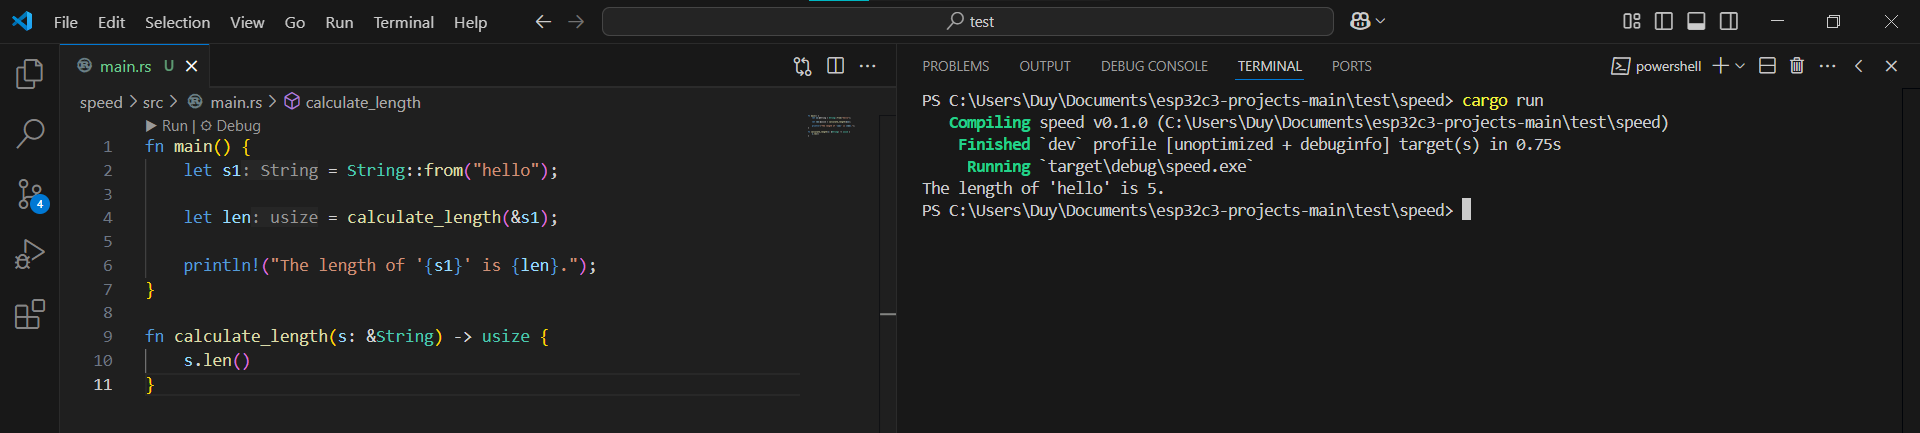 File Edit Selection View Go Run Terminal Help
test
main.rs U
speed > src > main.rs > calculate_length
Run | Debug
1 fn main() {
2 let s1: String = String::from("hello");
3
4 let len: usize = calculate_length(&s1);
5
6 println!("The length of '{s1}' is {len}.");
7 }
8
9 fn calculate_length(s: &String) -> usize {
10 s.len()
11 }
4
PROBLEMS OUTPUT DEBUG CONSOLE TERMINAL PORTS
powershell
PS C:\Users\Duy\Documents\esp32c3-projects-main\test\speed> cargo run
Compiling speed v0.1.0 (C:\Users\Duy\Documents\esp32c3-projects-main\test\speed)
Finished `dev` profile [unoptimized + debuginfo] target(s) in 0.75s
Running `target\debug\speed.exe`
The length of 'hello' is 5.
PS C:\Users\Duy\Documents\esp32c3-projects-main\test\speed>